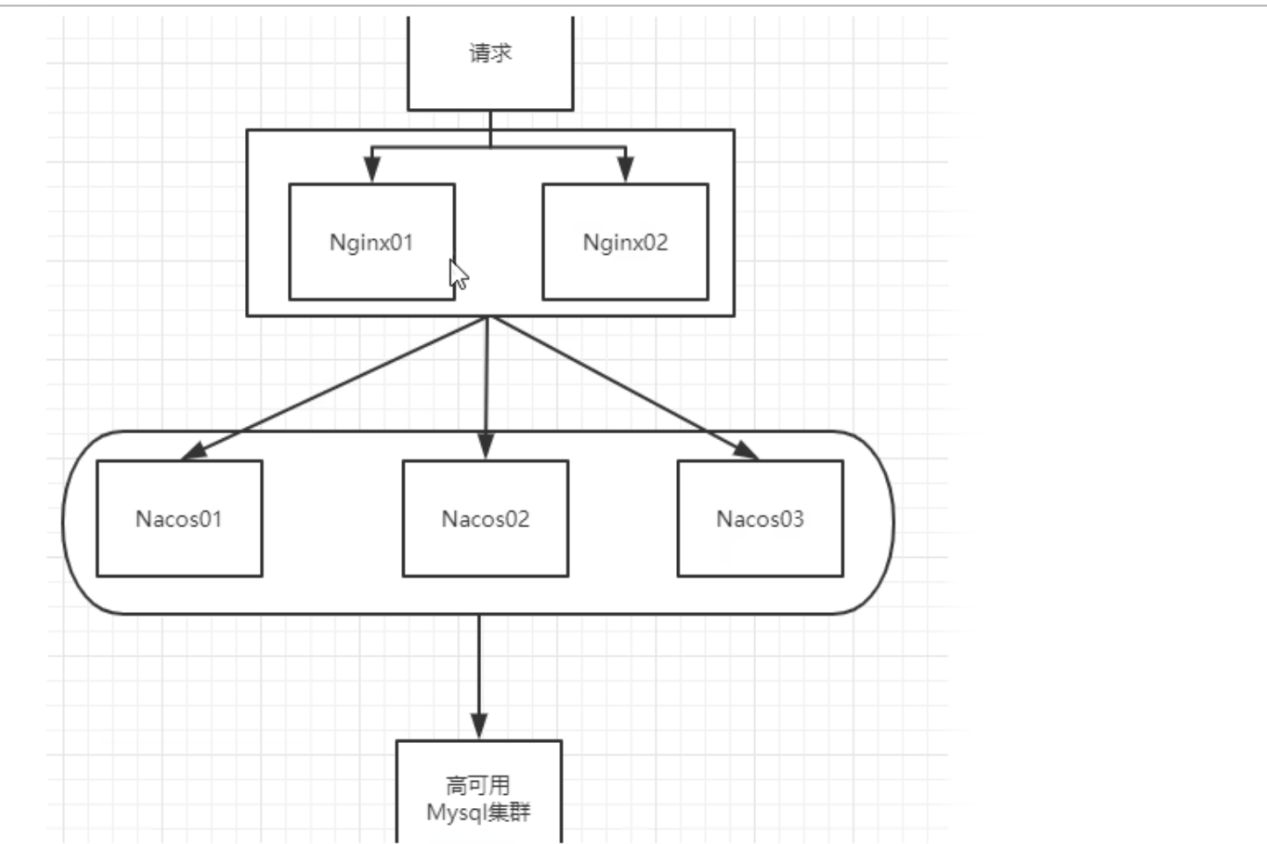 请求
Nginx01
Nginx02
Nacos01
Nacos02
Nacos03
高可用
Mysql集群